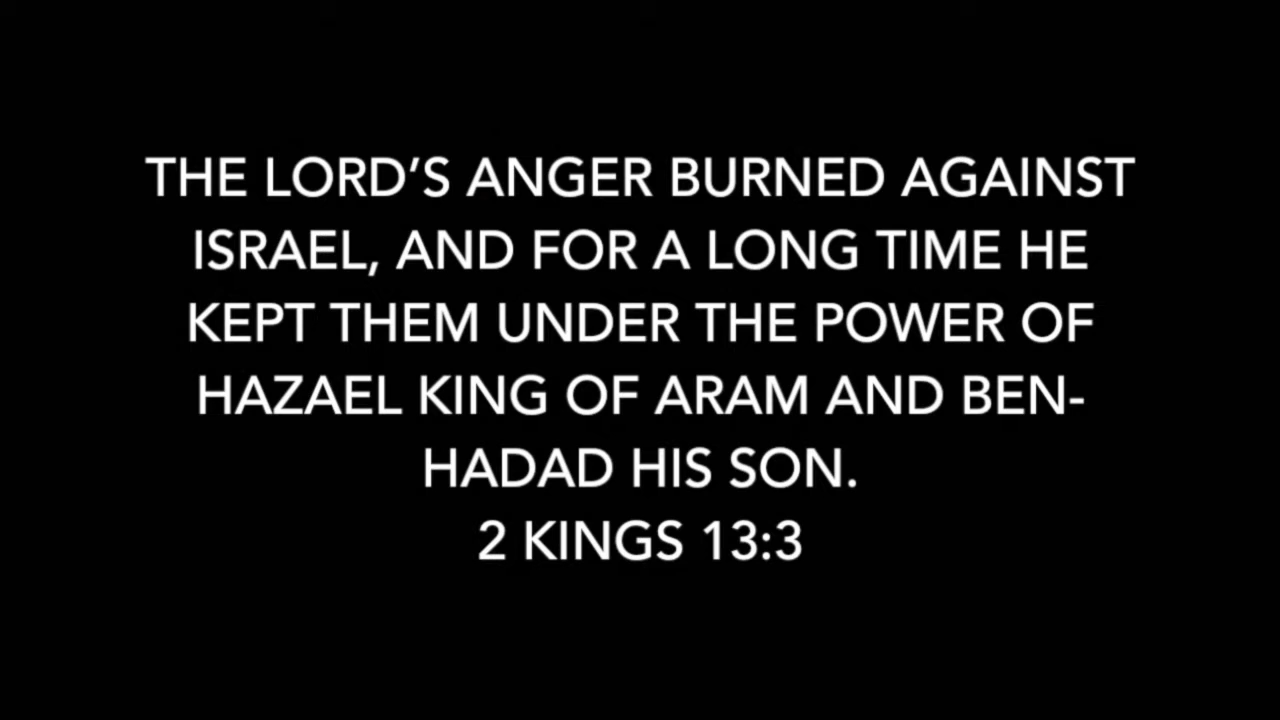 THE LORD’S ANGER BURNED AGAINST
ISRAEL, AND FOR A LONG TIME HE
KEPT THEM UNDER THE POWER OF
HAZAEL KING OF ARAM AND BEN-
HADAD HIS SON.
2 KINGS 13:3